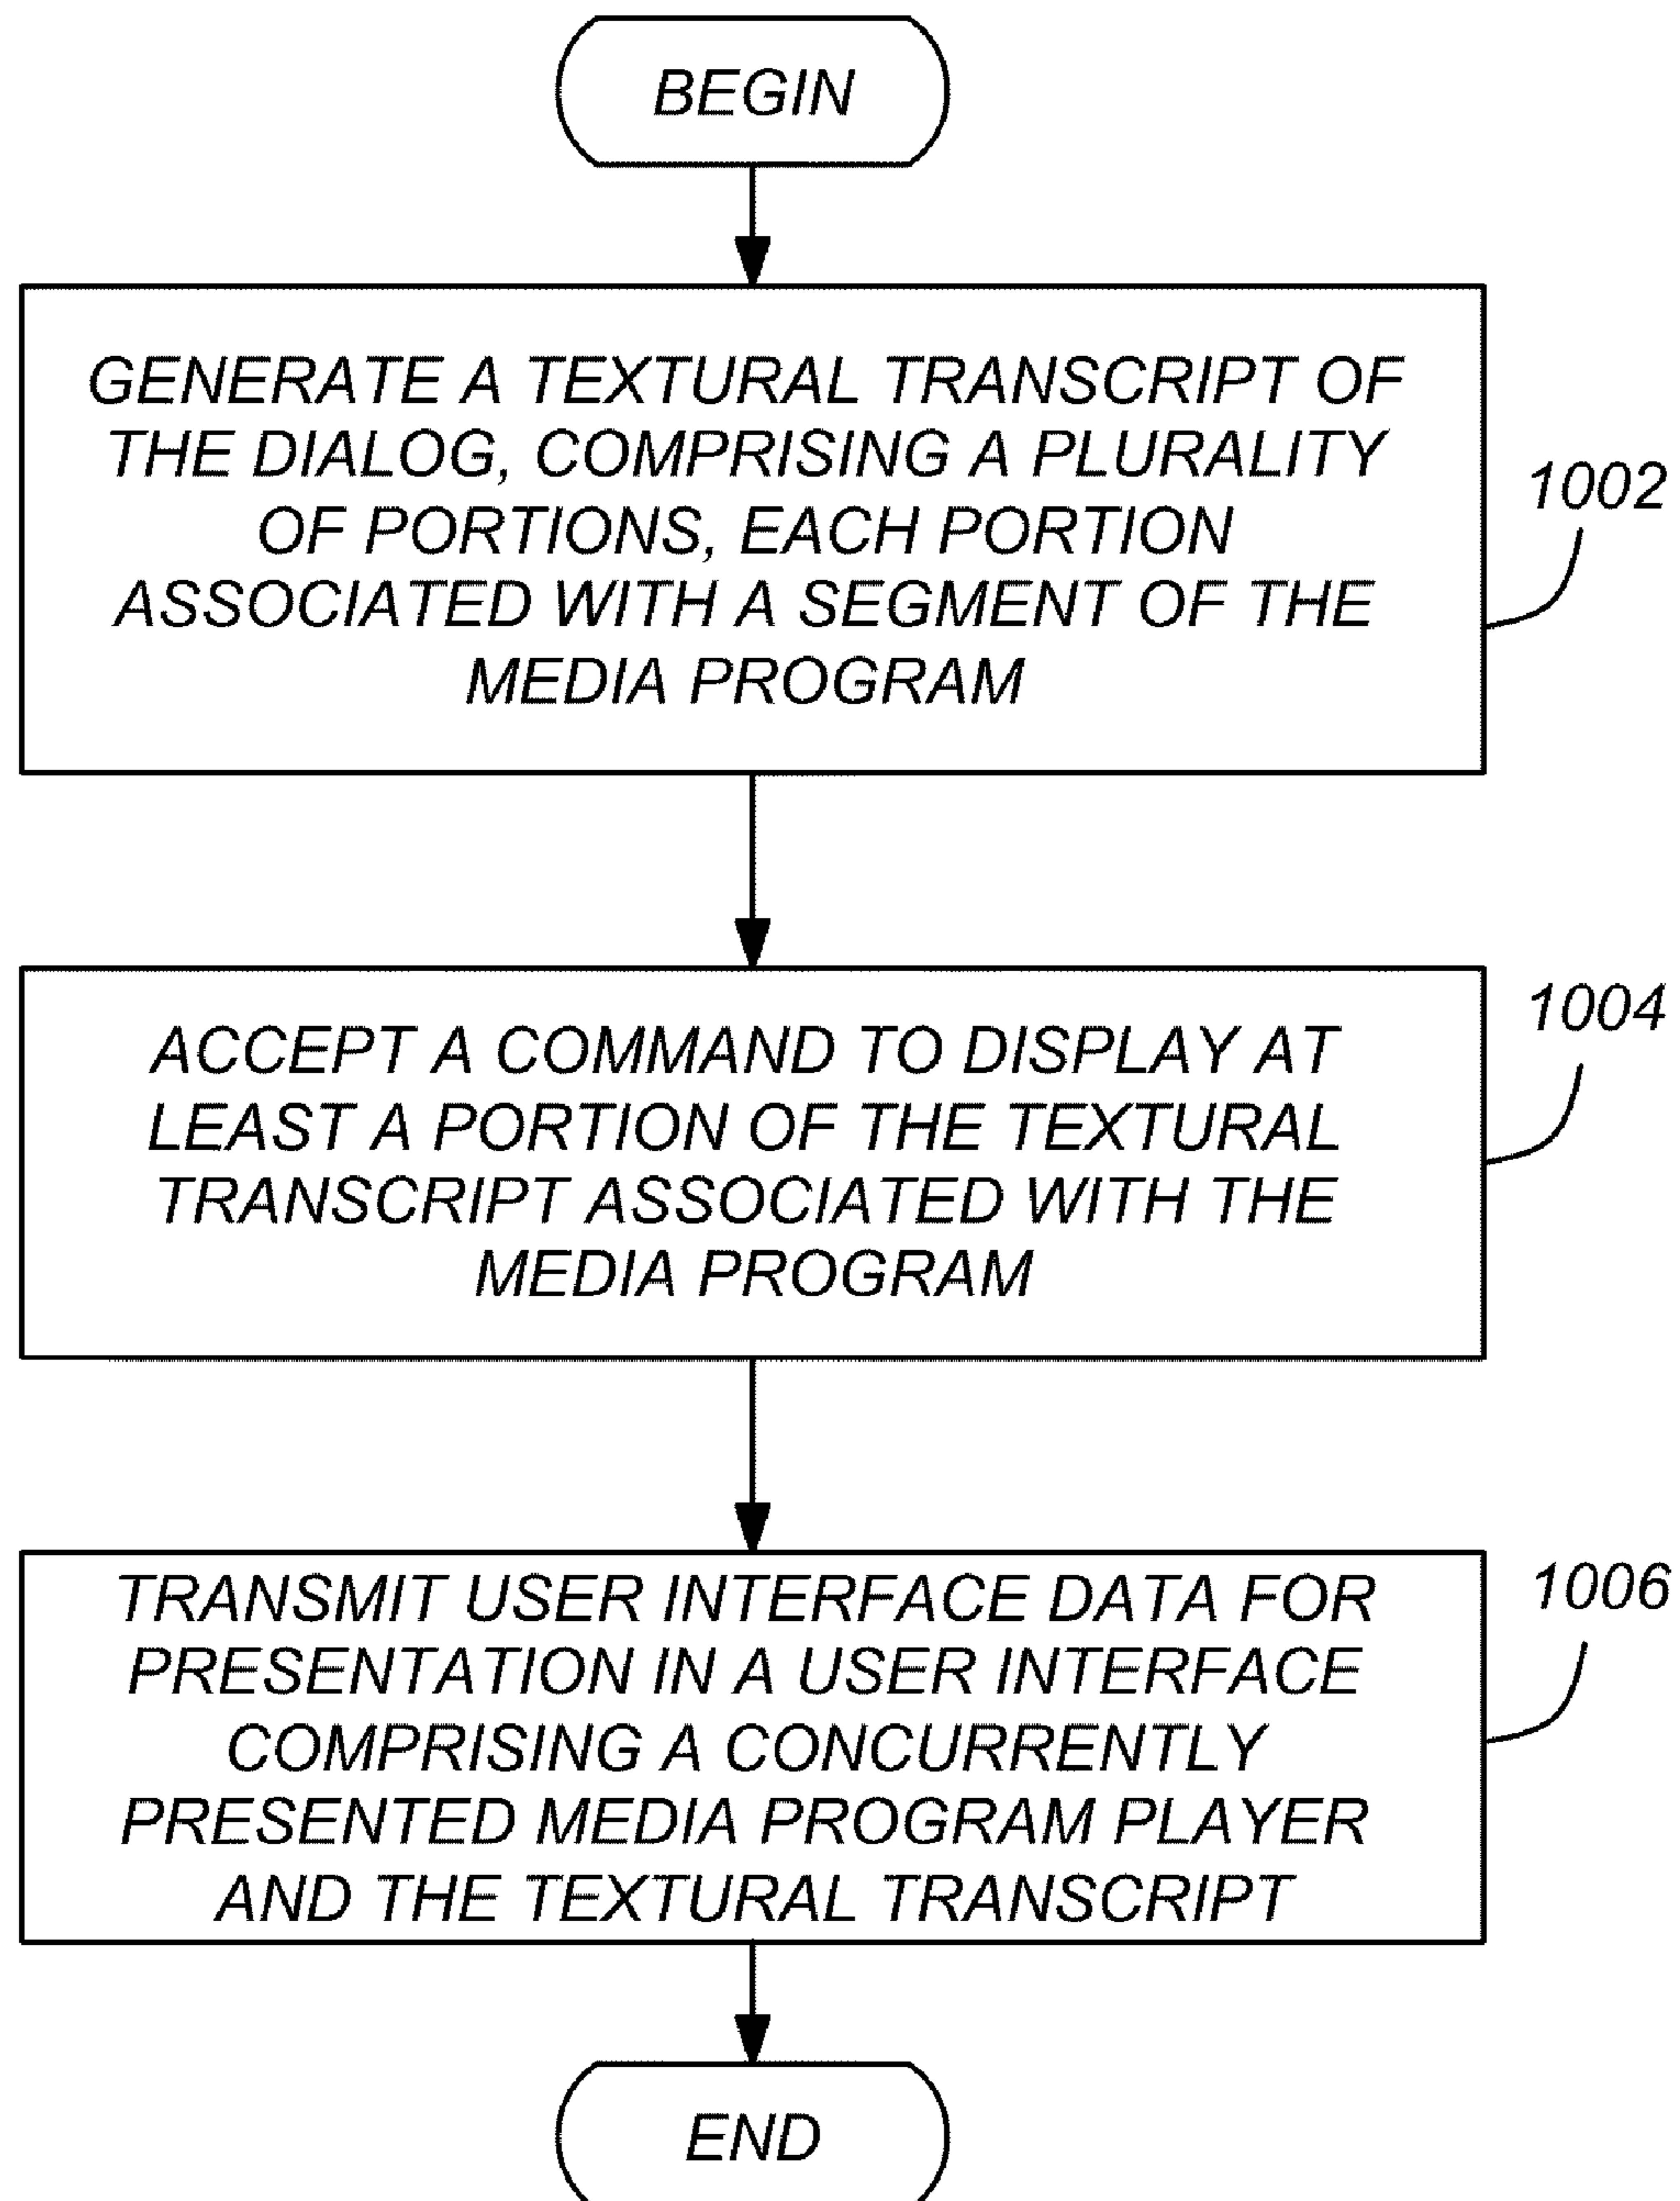 BEGIN
GENERATE A TEXTURAL TRANSCRIPT OF
THE DIALOG, COMPRISING A PLURALITY
OF PORTIONS, EACH PORTION
ASSOCIATED WITH A SEGMENT OF THE
MEDIA PROGRAM
1002
ACCEPT A COMMAND TO DISPLAY AT
LEAST A PORTION OF THE TEXTURAL
TRANSCRIPT ASSOCIATED WITH THE
MEDIA PROGRAM
1004
TRANSMIT USER INTERFACE DATA FOR
PRESENTATION IN A USER INTERFACE
COMPRISING A CONCURRENTLY
PRESENTED MEDIA PROGRAM PLAYER
AND THE TEXTURAL TRANSCRIPT
1006
END